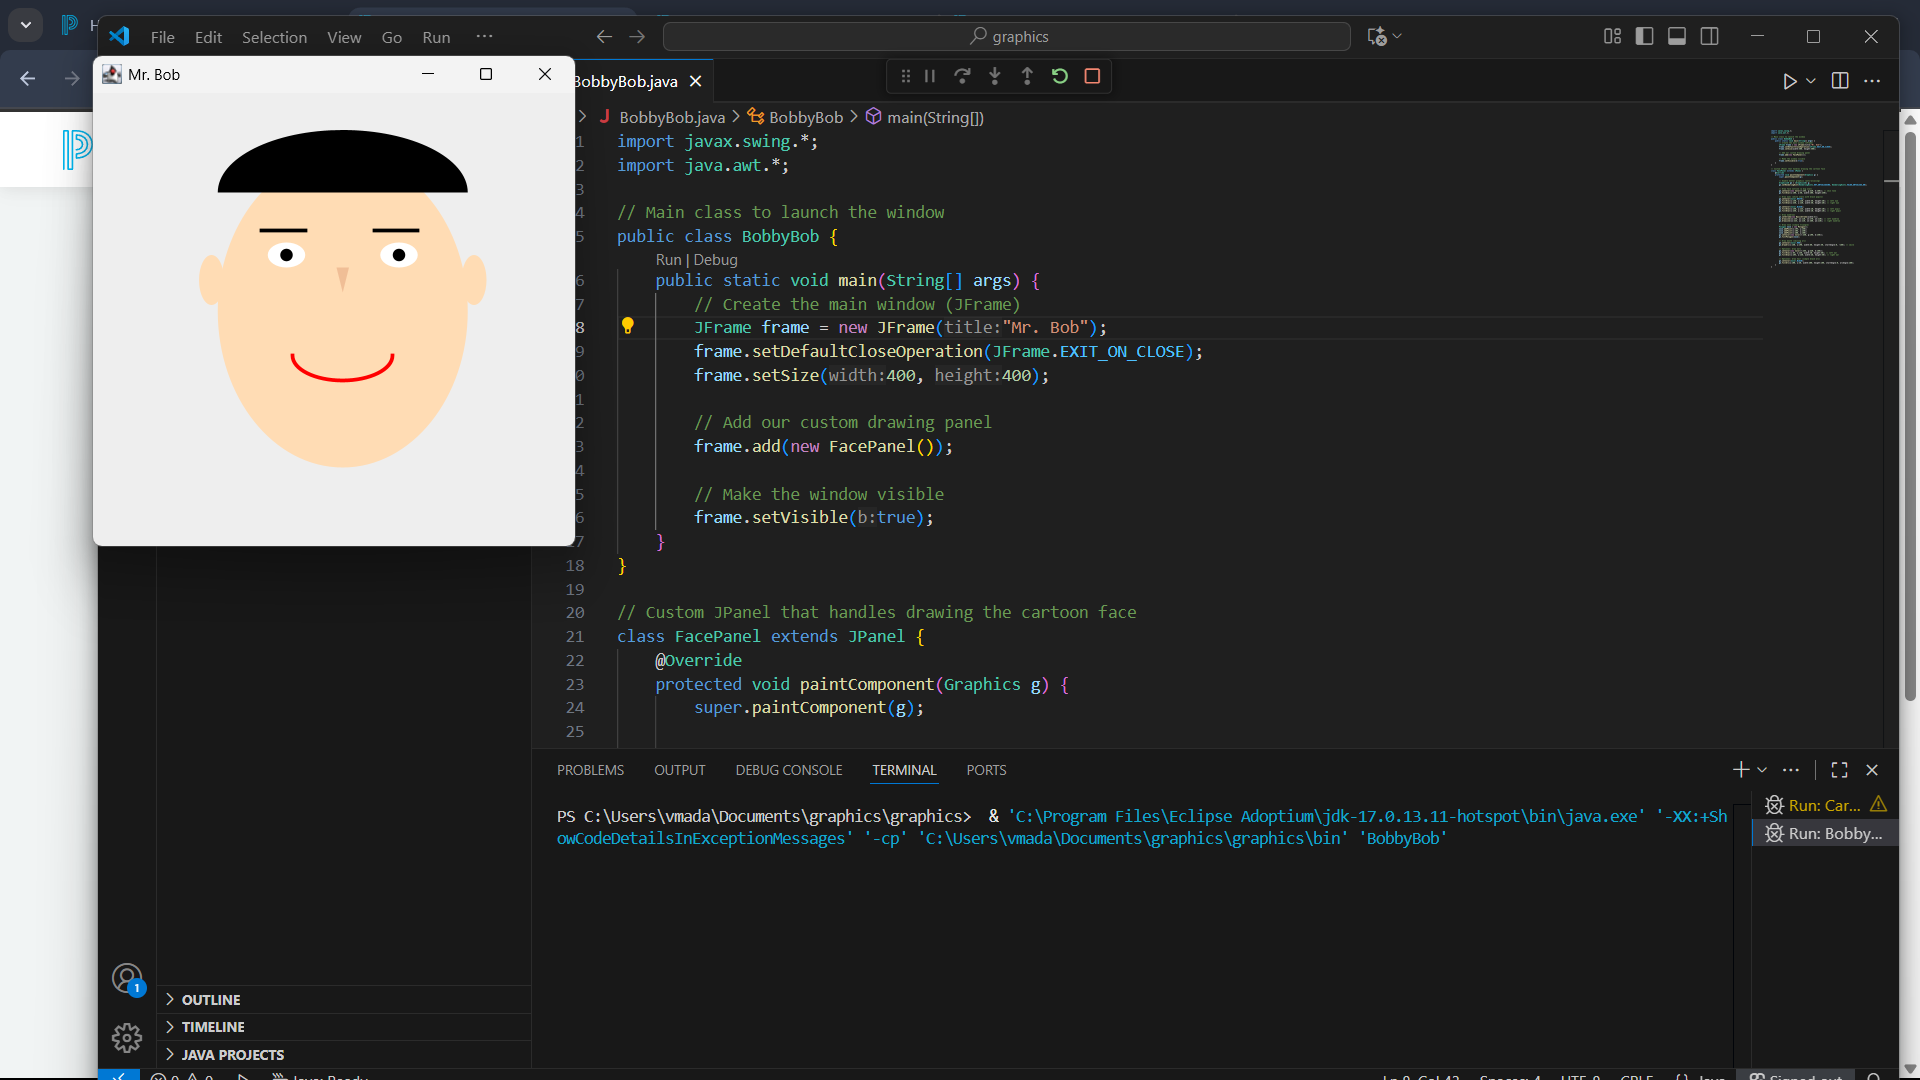 File Edit Selection View Go Run ...
graphics
Mr. Bob
BobbyBob.java
BobbyBob.java > BobbyBob > main(String[])
1 import javax.swing.*;
2 import java.awt.*;
3
4 // Main class to launch the window
5 public class BobbyBob {
Run | Debug
6 public static void main(String[] args) {
7 // Create the main window (JFrame)
8 JFrame frame = new JFrame(title:"Mr. Bob");
9 frame.setDefaultCloseOperation(JFrame.EXIT_ON_CLOSE);
0 frame.setSize(width:400, height:400);
1
2 // Add our custom drawing panel
3 frame.add(new FacePanel());
4
5 // Make the window visible
6 frame.setVisible(b:true);
7 }
18 }
19
20 // Custom JPanel that handles drawing the cartoon face
21 class FacePanel extends JPanel {
22 @Override
23 protected void paintComponent(Graphics g) {
24 super.paintComponent(g);
25
PROBLEMS OUTPUT DEBUG CONSOLE TERMINAL PORTS
PS C:\Users\vmada\Documents\graphics\graphics> & 'C:\Program Files\Eclipse Adoptium\jdk-17.0.13.11-hotspot\bin\java.exe' '-XX:+Sh
owCodeDetailsInExceptionMessages' '-cp' 'C:\Users\vmada\Documents\graphics\graphics\bin' 'BobbyBob'
Run: Car...
Run: Bobby...
1
OUTLINE
TIMELINE
JAVA PROJECTS